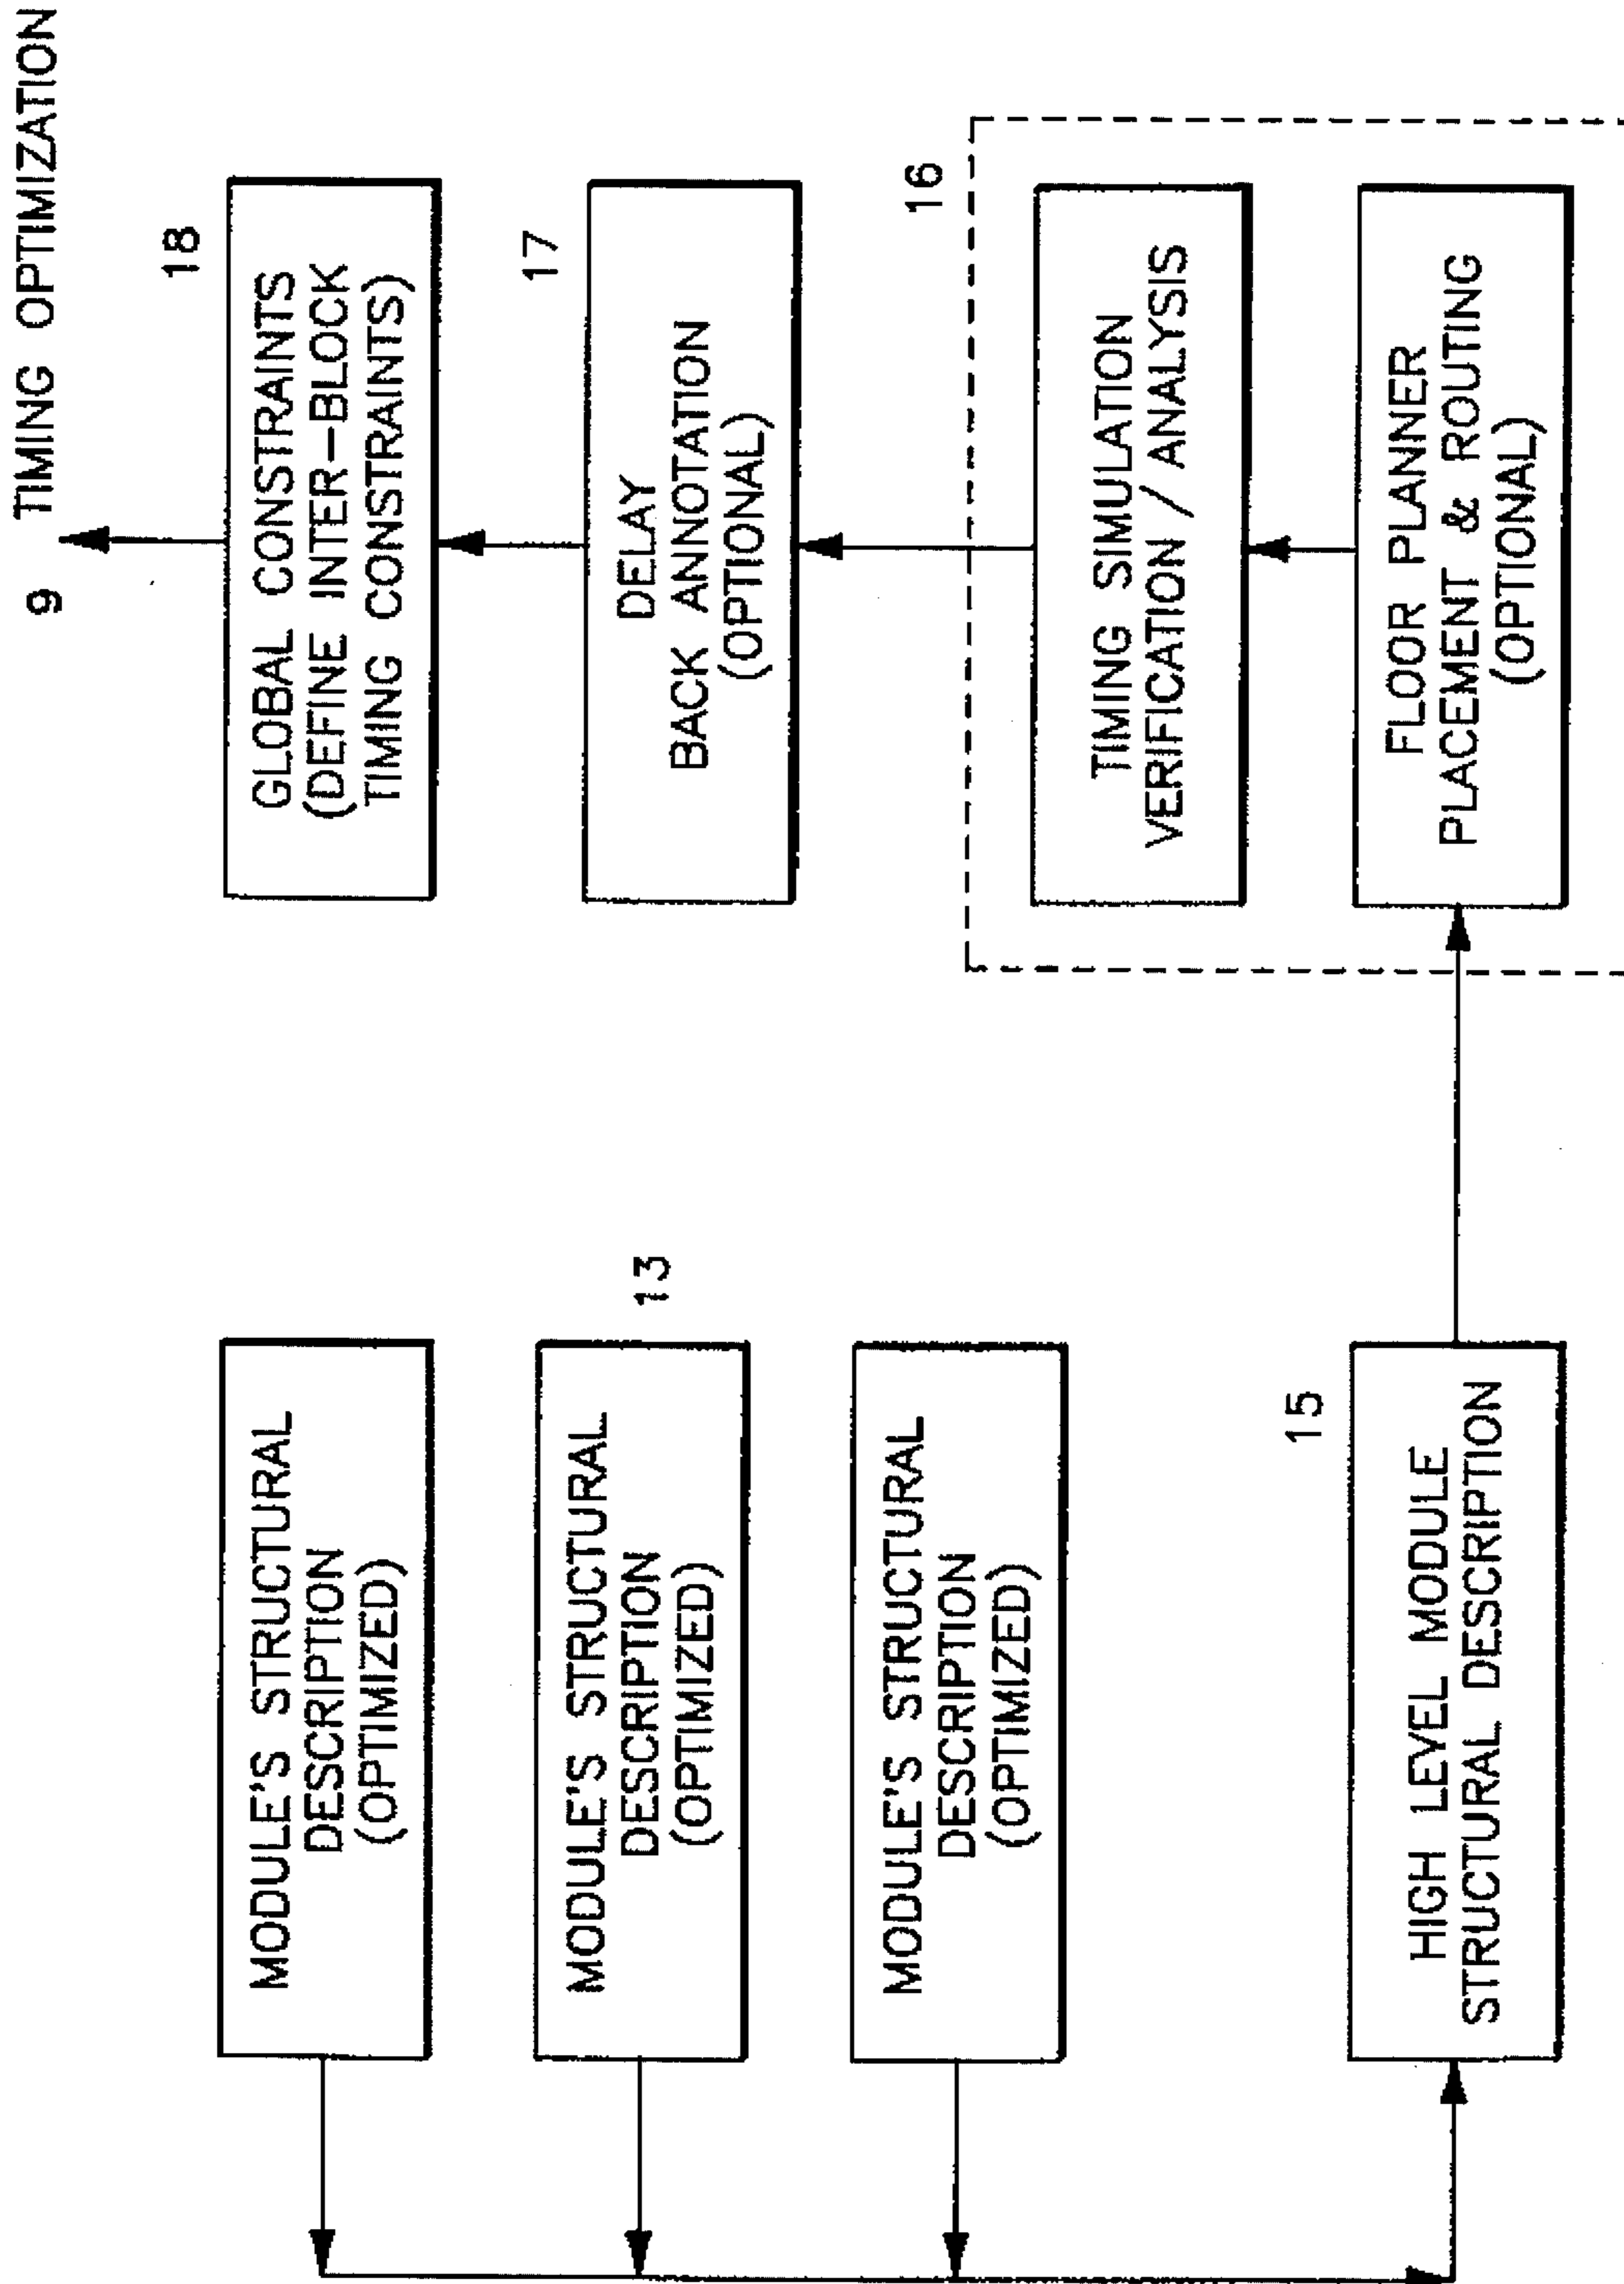 MODULE'S STRUCTURAL
DESCRIPTION
(OPTIMIZED)
MODULE'S STRUCTURAL
DESCRIPTION
(OPTIMIZED)
13
MODULE'S STRUCTURAL
DESCRIPTION
(OPTIMIZED)
15
HIGH LEVEL MODULE
STRUCTURAL DESCRIPTION
9 TIMING OPTIMIZATION
18
GLOBAL CONSTRAINTS
(DEFINE INTER-BLOCK
TIMING CONSTRAINTS)
17
DELAY
BACK ANNOTATION
(OPTIONAL)
16
TIMING SIMULATION
VERIFICATION / ANALYSIS
FLOOR PLANNER
PLACEMENT & ROUTING
(OPTIONAL)